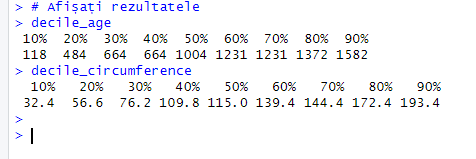 > # Afișați rezultatele
> decile_age
10% 20% 30% 40% 50% 60% 70% 80% 90%
118 484 664 664 1004 1231 1231 1372 1582
> decile_circumference
10% 20% 30% 40% 50% 60% 70% 80% 90%
32.4 56.6 76.2 109.8 115.0 139.4 144.4 172.4 193.4
>
>